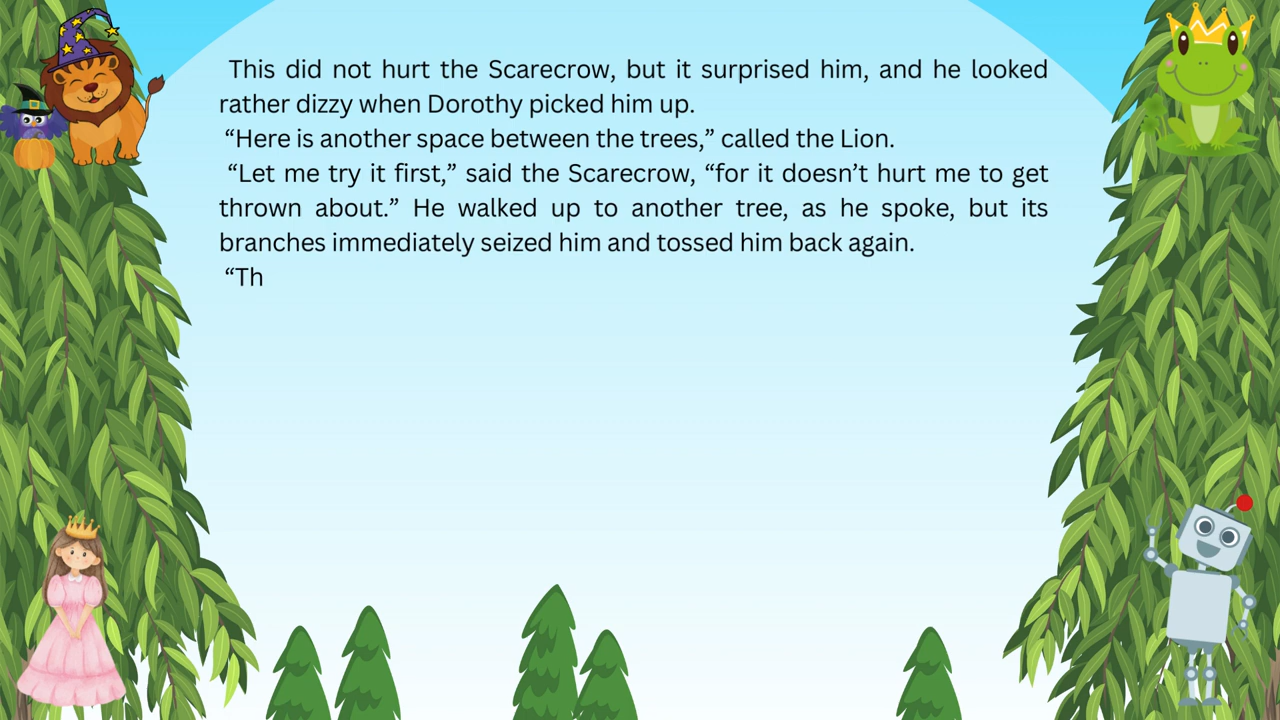 This did not hurt the Scarecrow, but it surprised him, and he looked
rather dizzy when Dorothy picked him up.
“Here is another space between the trees,” called the Lion.
“Let me try it first,” said the Scarecrow, “for it doesn’t hurt me to get
thrown about.” He walked up to another tree, as he spoke, but its
branches immediately seized him and tossed him back again.
“Th